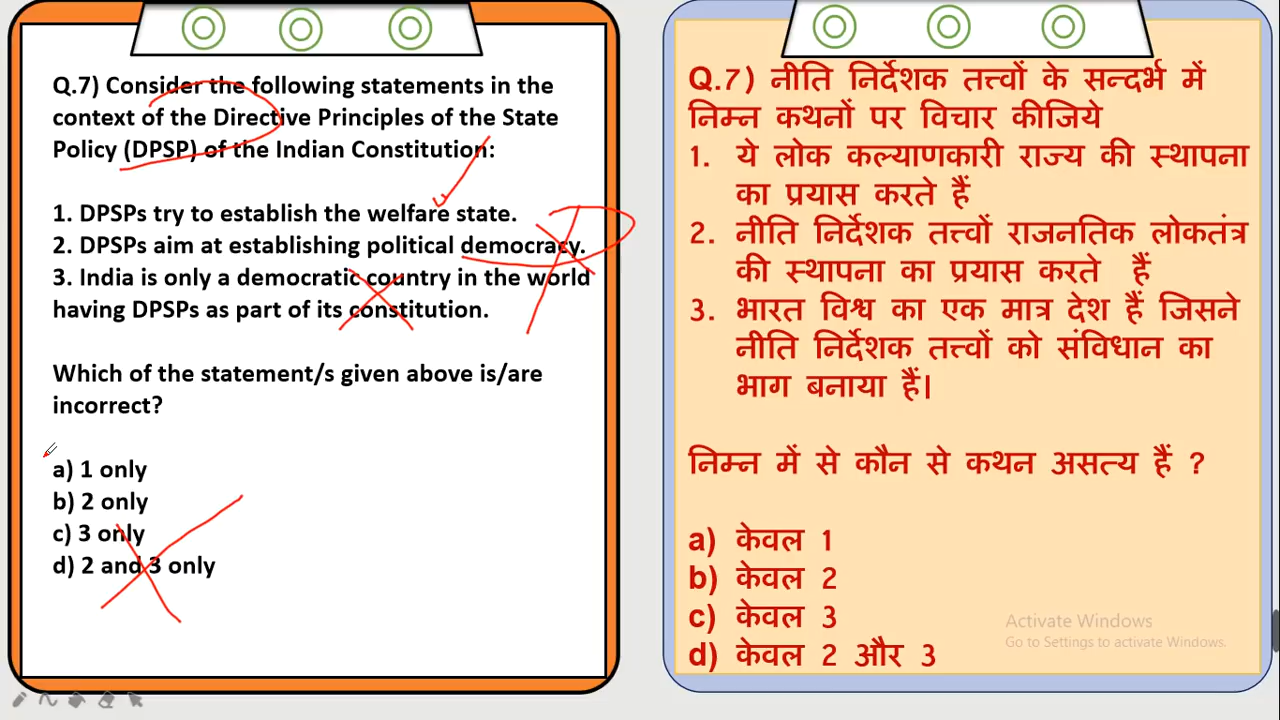 Q.7) Consider the following statements in the
context of the Directive Principles of the State
Policy (DPSP) of the Indian Constitution:
1. DPSPs try to establish the welfare state.
2. DPSPs aim at establishing political democracy.
3. India is only a democratic country in the world
having DPSPs as part of its constitution.
Which of the statement/s given above is/are
incorrect?
a) 1 only
b) 2 only
c) 3 only
d) 2 and 3 only
Q.7) नीति निर्देशक तत्त्वों के सन्दर्भ में
निम्न कथनों पर विचार कीजिये
1. ये लोक कल्याणकारी राज्य की स्थापना
का प्रयास करते हैं
2. नीति निर्देशक तत्त्वों राजनतिक लोकतंत्र
की स्थापना का प्रयास करते हैं
3. भारत विश्व का एक मात्र देश हैं जिसने
नीति निर्देशक तत्त्वों को संविधान का
भाग बनाया हैं।
निम्न में से कौन से कथन असत्य हैं ?
a) केवल 1
b) केवल 2
c) केवल 3
d) केवल 2 और 3
Activate Windows
Go to Settings to activate Windows.